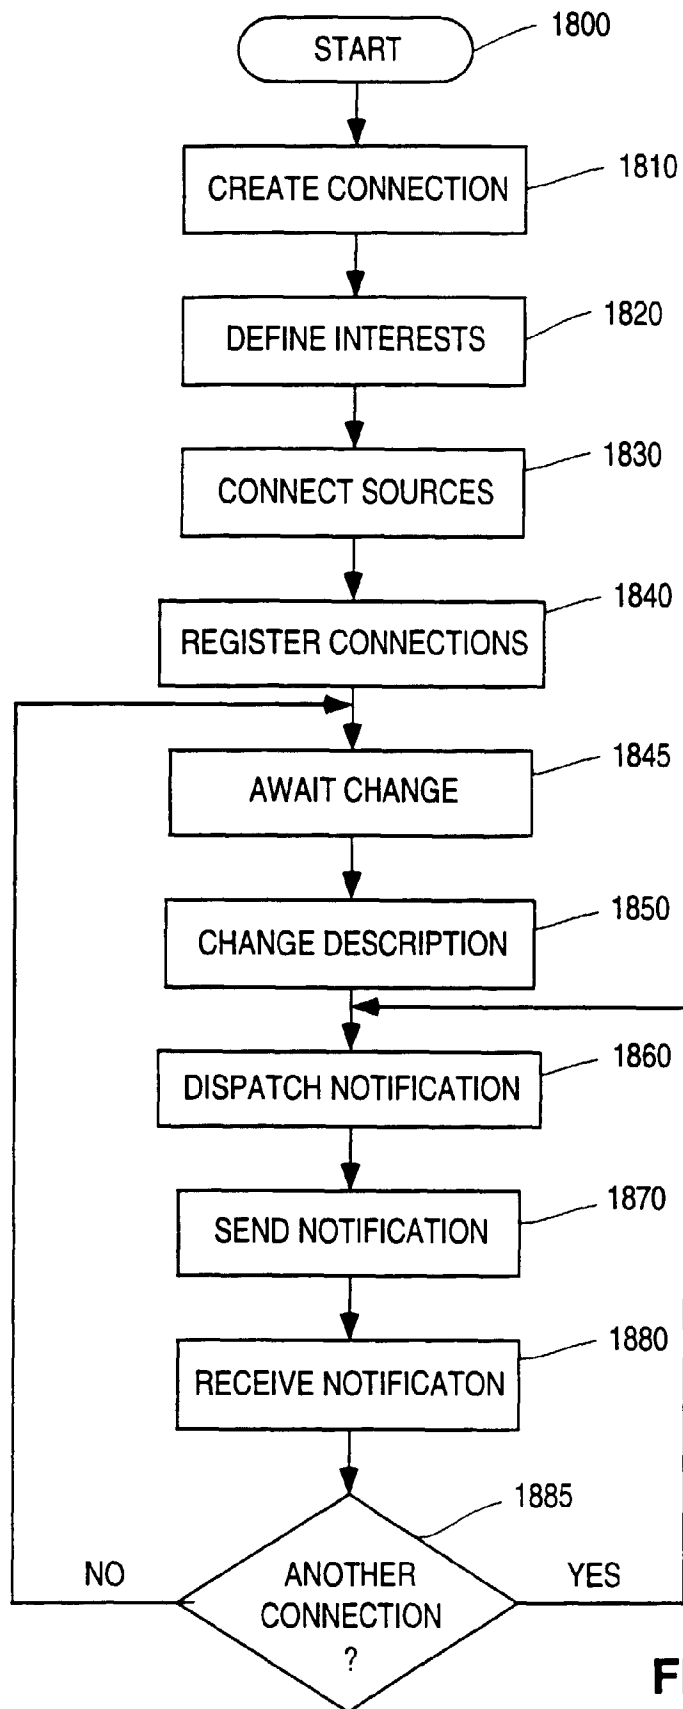 START
1800
CREATE CONNECTION
1810
DEFINE INTERESTS
1820
CONNECT SOURCES
1830
REGISTER CONNECTIONS
1840
AWAIT CHANGE
1845
CHANGE DESCRIPTION
1850
DISPATCH NOTIFICATION
1860
SEND NOTIFICATION
1870
RECEIVE NOTIFICATON
1880
1885
NO
ANOTHER
CONNECTION
?
YES